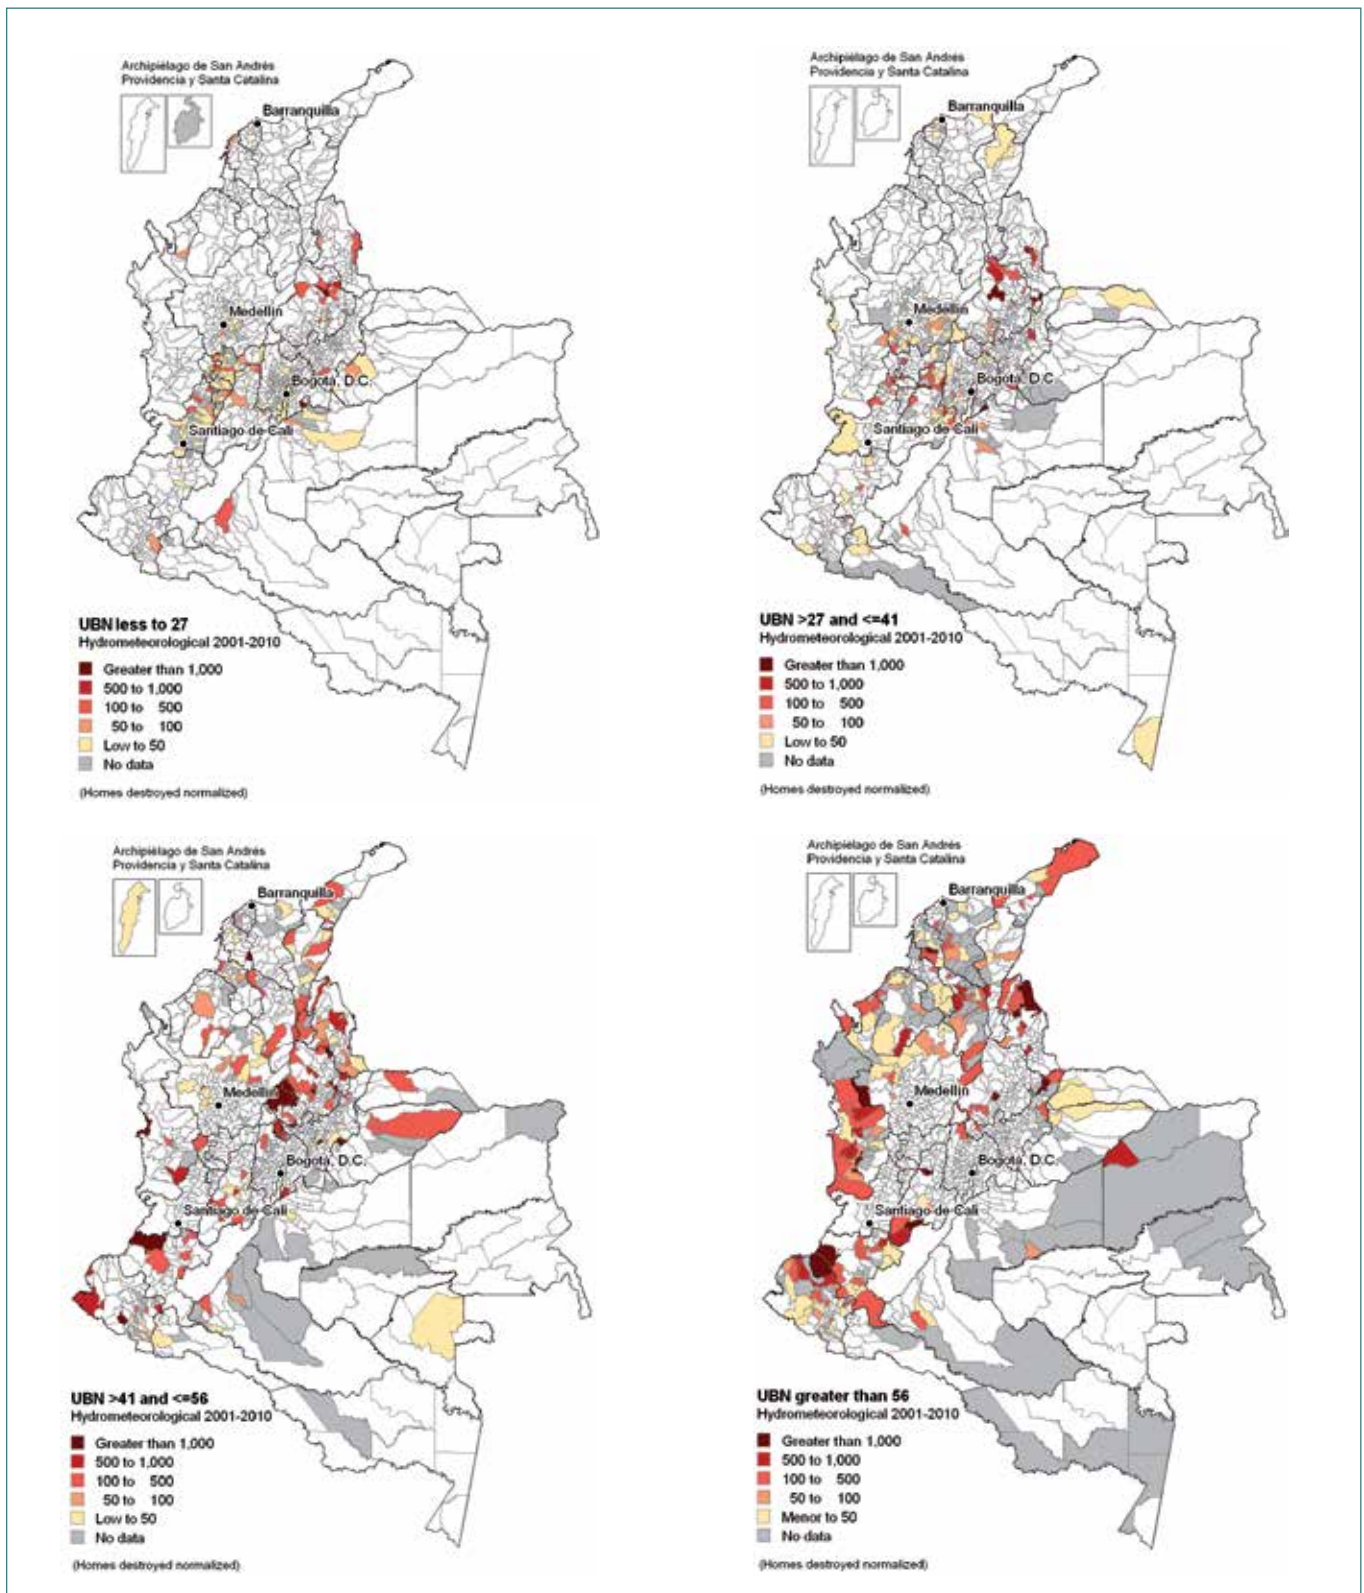 Archipiélago de San Andrés
Providencia y Santa Catalina
Barranquilla
Medellín
Bogotá, D.C.
Santiago de Cali
UBN less to 27
Hydrometeorological 2001-2010
Greater than 1,000
500 to 1,000
100 to 500
50 to 100
Low to 50
No data
(Homes destroyed normalized)
Archipiélago de San Andrés
Providencia y Santa Catalina
Barranquilla
Medellín
Bogotá, D.C
Santiago de Cali
UBN >27 and <=41
Hydrometeorological 2001-2010
Greater than 1,000
500 to 1,000
100 to 500
50 to 100
Low to 50
No data
(Homes destroyed normalized)
Archipiélago de San Andrés
Providencia y Santa Catalina
Barranquilla
Medellín
Bogotá, D.C.
Santiago de Cali
UBN >41 and <=56
Hydrometeorological 2001-2010
Greater than 1,000
500 to 1,000
100 to 500
50 to 100
Low to 50
No data
(Homes destroyed normalized)
Archipiélago de San Andrés
Providencia y Santa Catalina
Barranquilla
Medellín
Bogotá, D.C.
Santiago de Cali
UBN greater than 56
Hydrometeorological 2001-2010
Greater than 1,000
500 to 1,000
100 to 500
50 to 100
Menor to 50
No data
(Homes destroyed normalized)